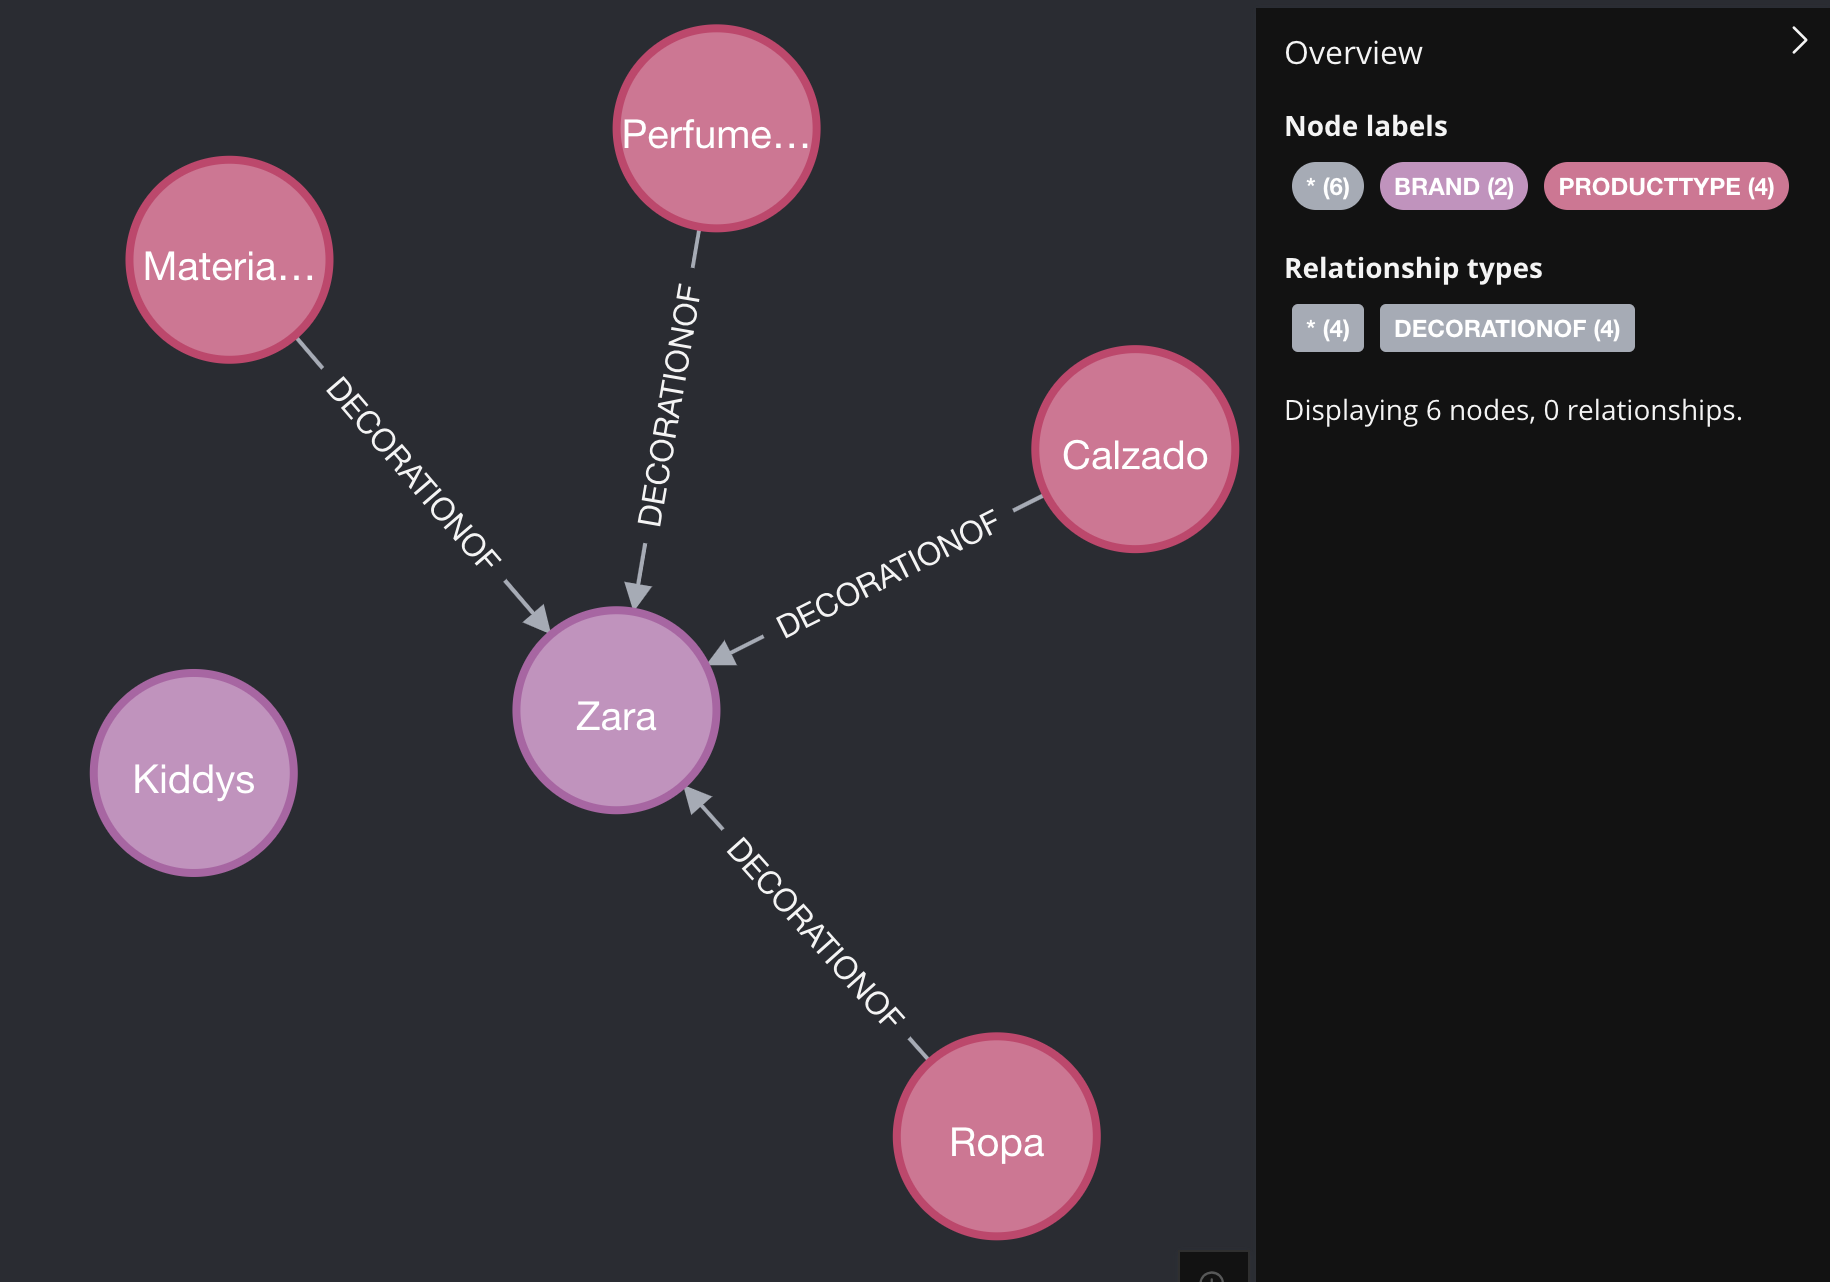 Perfume...
Materia...
DECORATIONOF
DECORATIONOF
Calzado
DECORATIONOF
Zara
Kiddys
DECORATIONOF
Ropa
Overview
Node labels
* (6) BRAND (2) PRODUCTTYPE (4)
Relationship types
* (4) DECORATIONOF (4)
Displaying 6 nodes, 0 relationships.